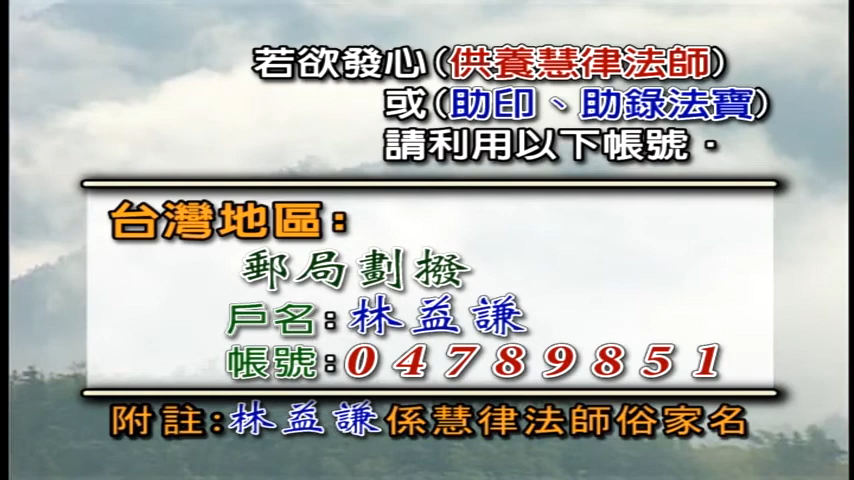 若欲發心(供養慧律法師)
或(助印、助錄法寶)
請利用以下帳號．
台灣地區：
郵局劃撥
戶名：林益謙
帳號：04789851
附註：林益謙係慧律法師俗家名